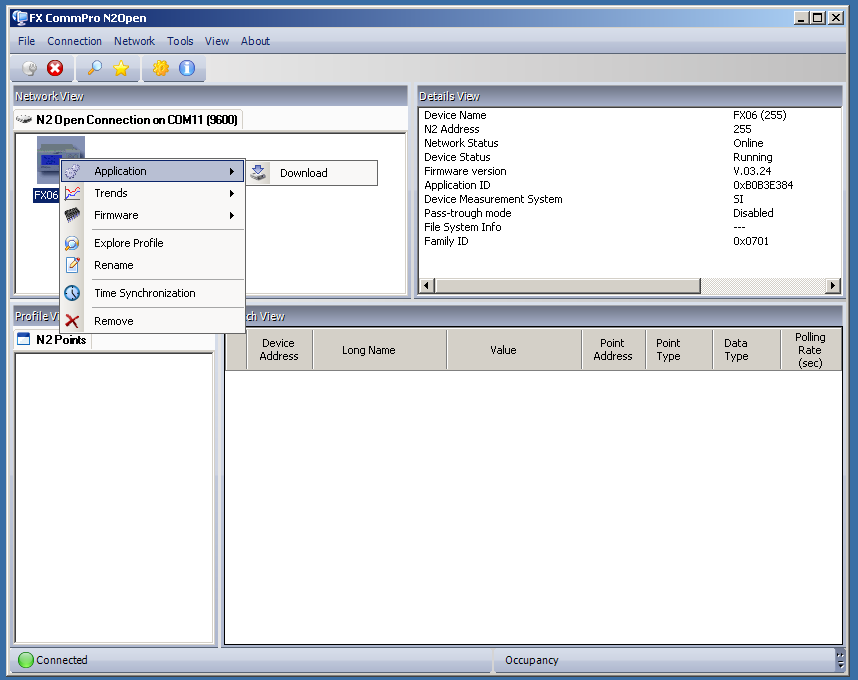 FX CommPro N2Open
File Connection Network Tools View About
Network View
N2 Open Connection on COM11 (9600)
FX06
Application
Trends
Firmware
Explore Profile
Rename
Time Synchronization
Remove
Download
Details View
Device Name FX06 (255)
N2 Address 255
Network Status Online
Device Status Running
Firmware version V.03.24
Application ID 0xB0B3E384
Device Measurement System SI
Pass-trough mode Disabled
File System Info ---
Family ID 0x0701
Profile Vi
N2 Points
ch View
Device Address
Long Name
Value
Point Address
Point Type
Data Type
Polling Rate (sec)
Connected
Occupancy